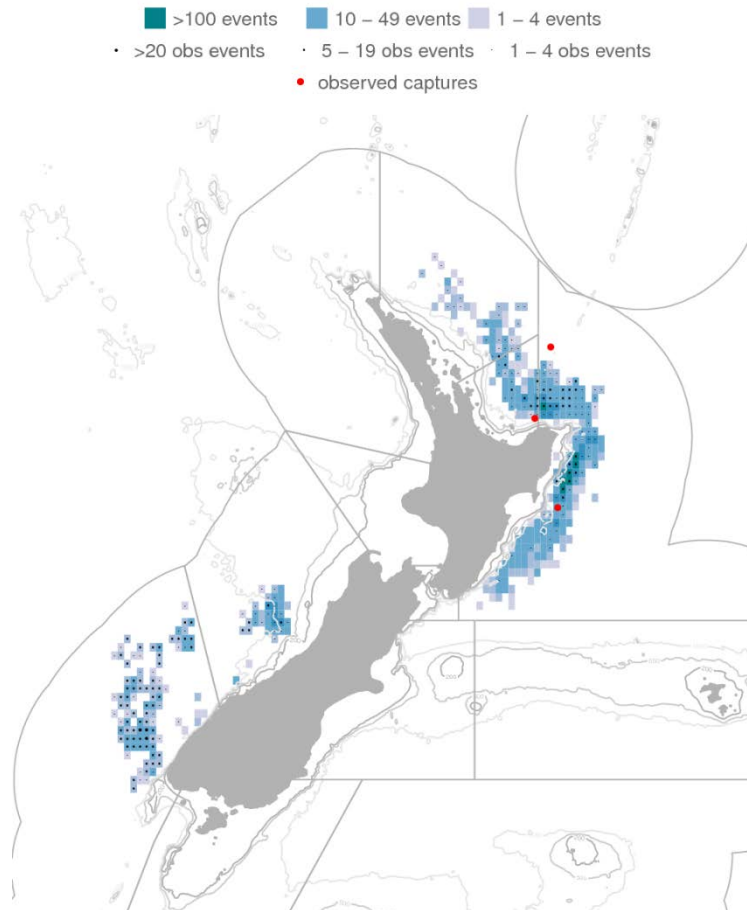 >100 events 10 – 49 events 1 – 4 events
>20 obs events 5 – 19 obs events 1 – 4 obs events
observed captures